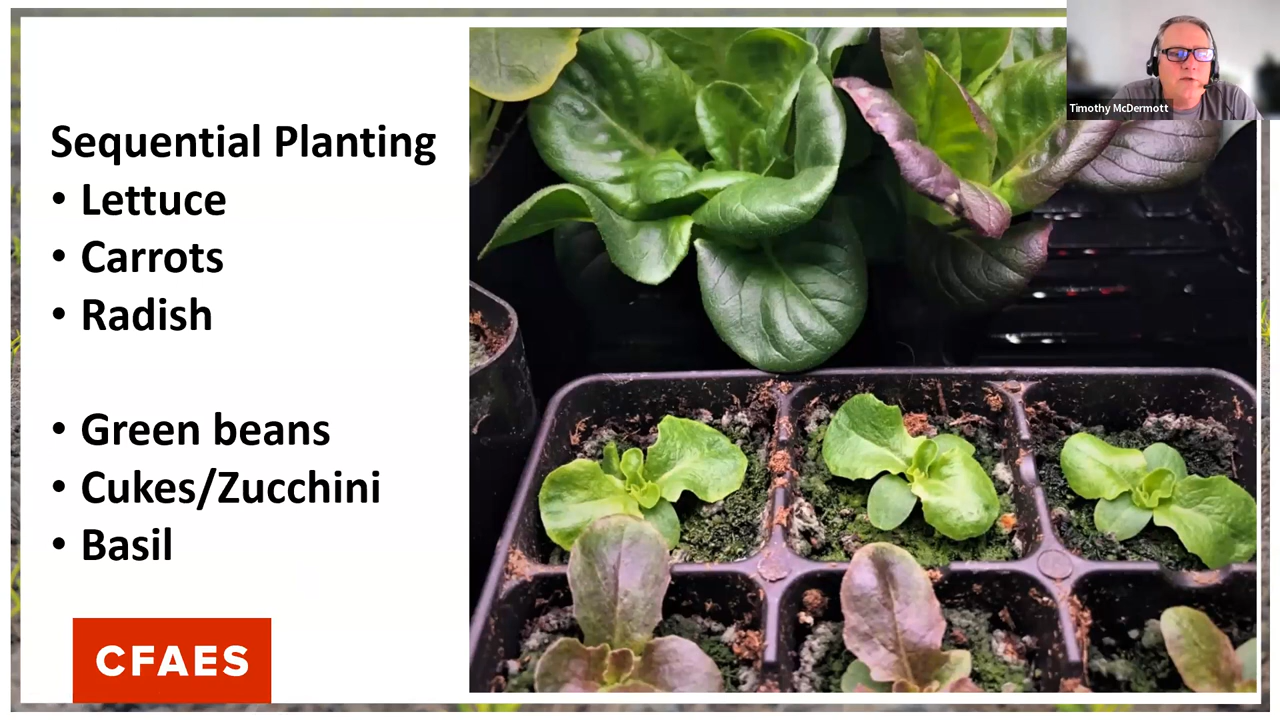 Sequential Planting
• Lettuce
• Carrots
• Radish
• Green beans
• Cukes/Zucchini
• Basil
CFAES
Timothy McDermott